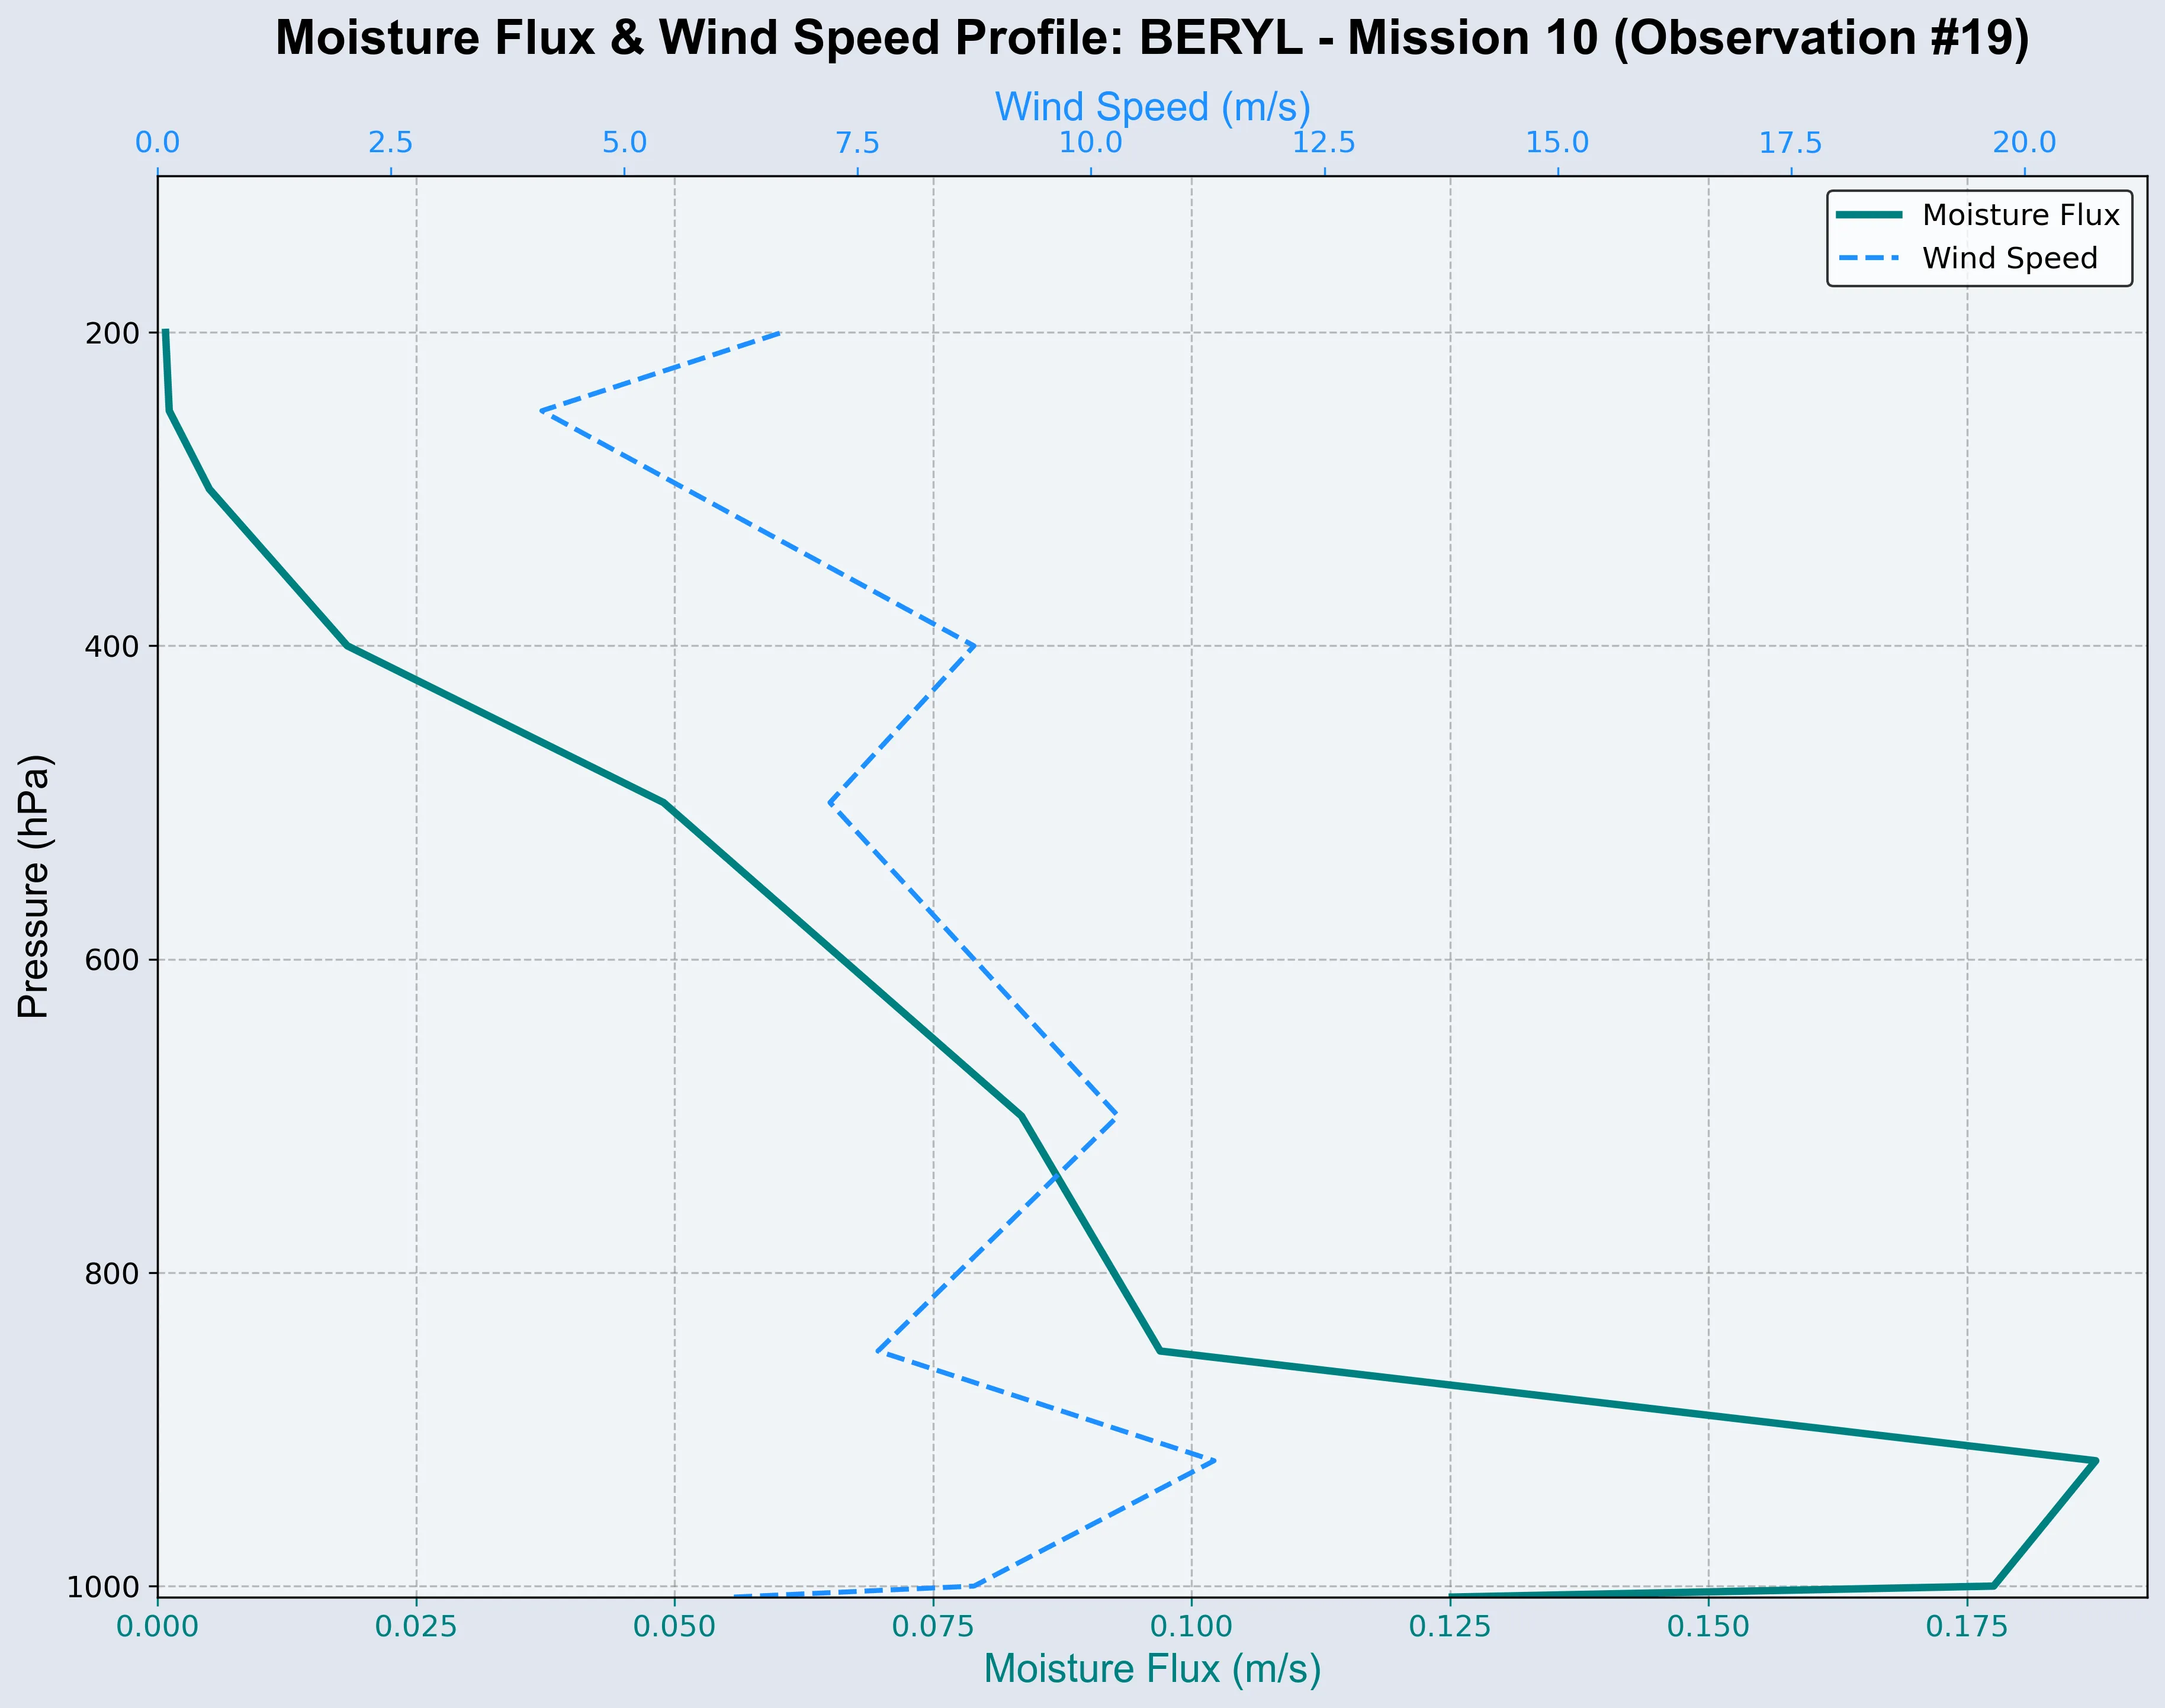 Moisture Flux & Wind Speed Profile: BERYL - Mission 10 (Observation #19)
Wind Speed (m/s)
0.0 2.5 5.0 7.5 10.0 12.5 15.0 17.5 20.0
Moisture Flux
Wind Speed
200
400
600
800
1000
Pressure (hPa)
0.000 0.025 0.050 0.075 0.100 0.125 0.150 0.175
Moisture Flux (m/s)